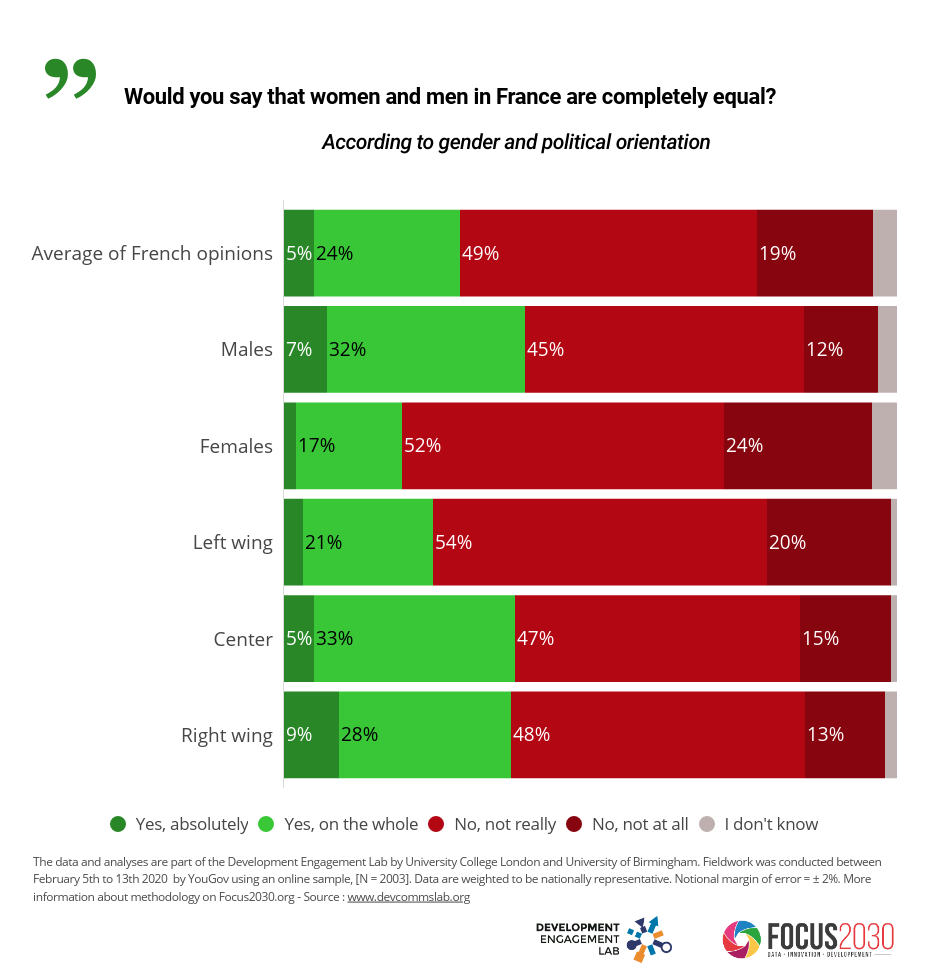 ”
Would you say that women and men in France are completely equal?
According to gender and political orientation
Average of French opinions 5% 24% 49% 19%
Males 7% 32% 45% 12%
Females 17% 52% 24%
Left wing 21% 54% 20%
Center 5% 33% 47% 15%
Right wing 9% 28% 48% 13%
Yes, absolutely Yes, on the whole No, not really No, not at all I don't know
The data and analyses are part of the Development Engagement Lab by University College London and University of Birmingham. Fieldwork was conducted between
February 5th to 13th 2020 by YouGov using an online sample, [N = 2003]. Data are weighted to be nationally representative. Notional margin of error = ± 2%. More
information about methodology on Focus2030.org - Source : www.devcommslab.org
DEVELOPMENT
ENGAGEMENT
LAB
FOCUS2030
DATA · INNOVATION · DEVELOPPEMENT